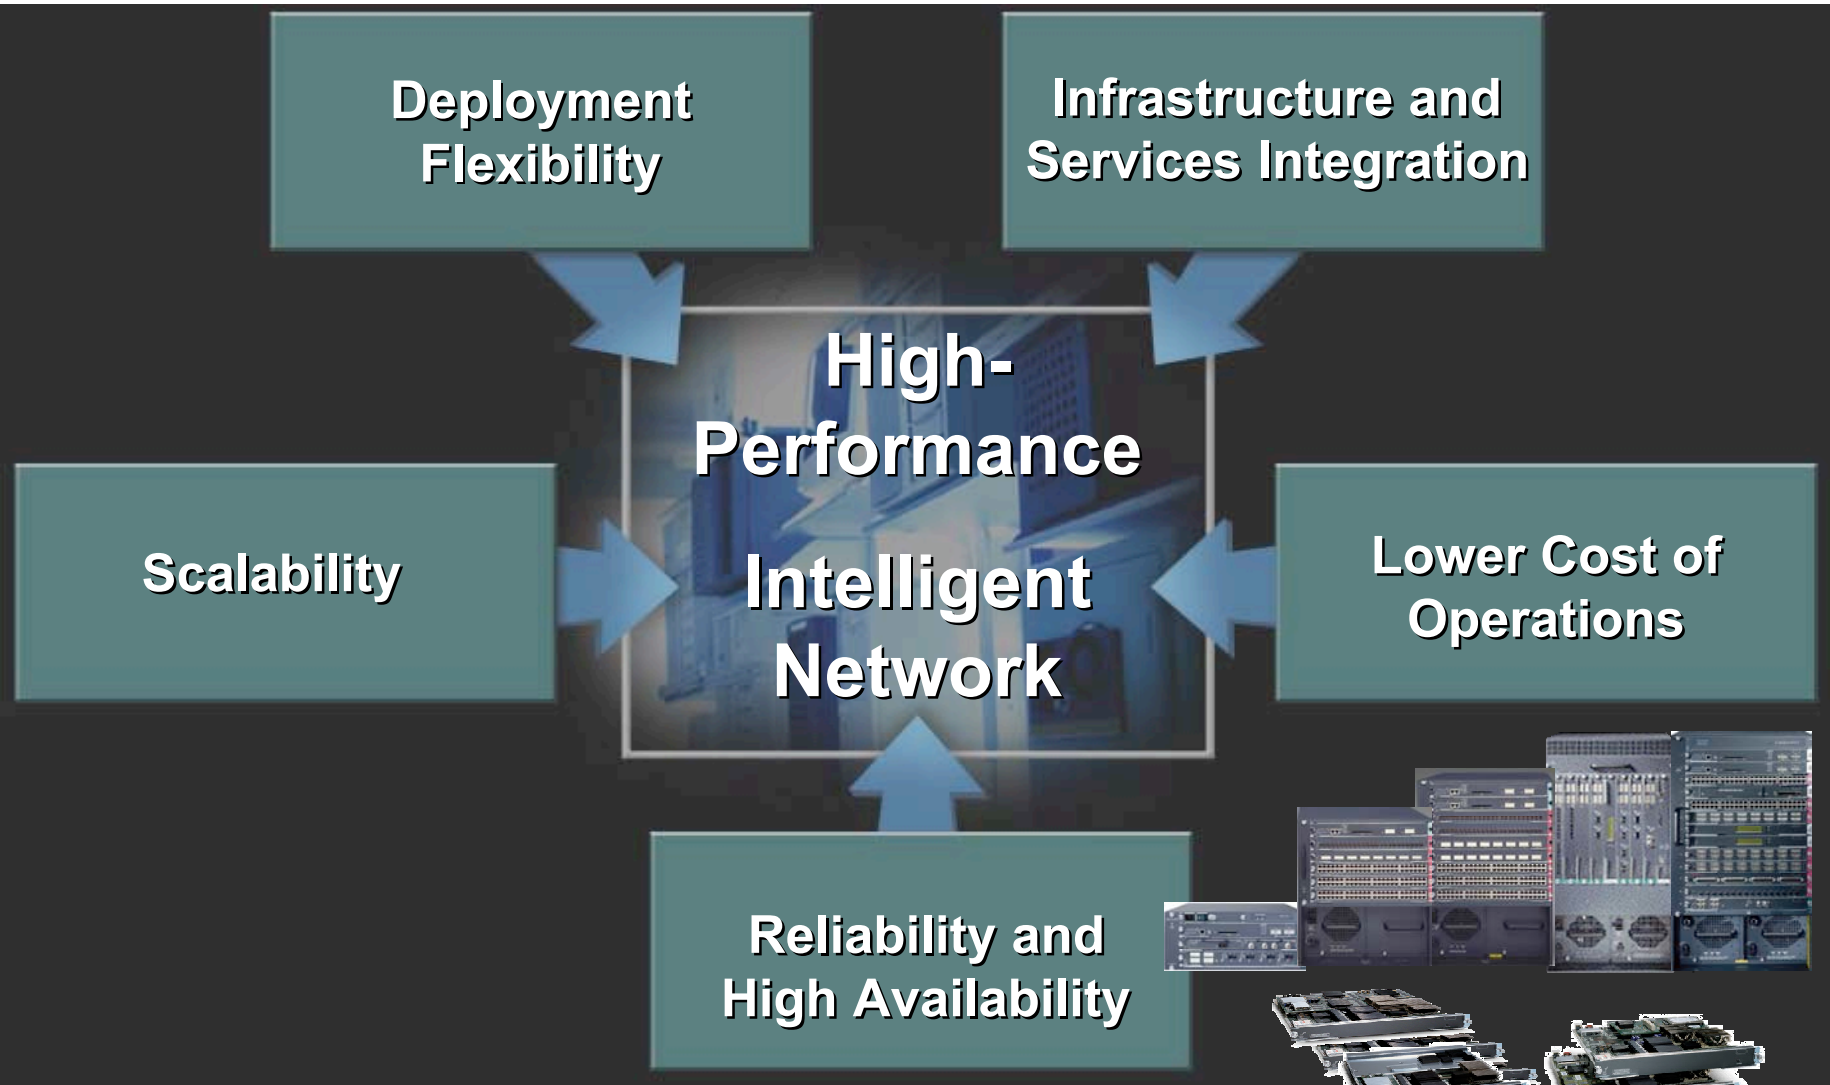 Deployment
Flexibility
Infrastructure and
Services Integration
High-
Performance
Intelligent
Network
Scalability
Lower Cost of
Operations
Reliability and
High Availability